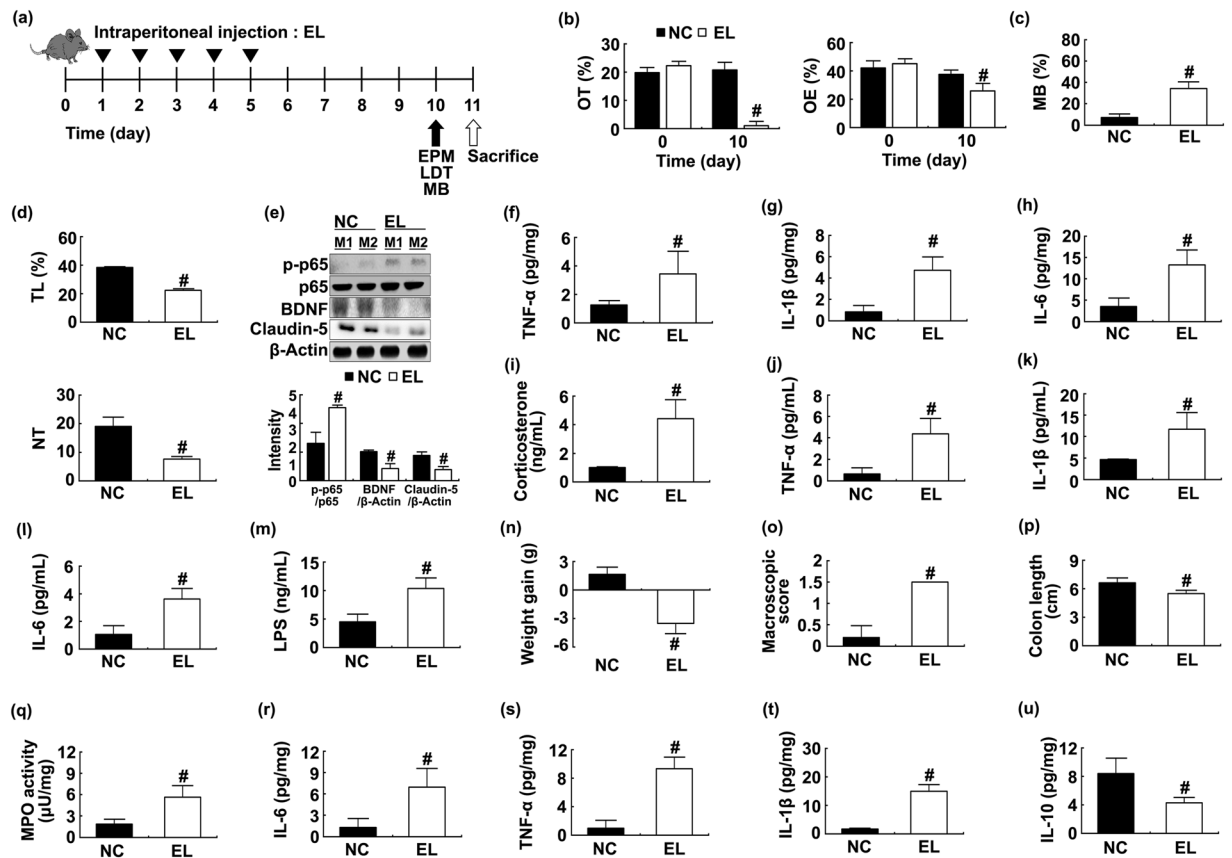 (a)
Intraperitoneal injection : EL
0 1 2 3 4 5 6 7 8 9 10 11
Time (day)
EPM
LDT
MB
Sacrifice
(b)
NC EL
OT (%)
30
20
10
0
#
0 10
Time (day)
OE (%)
60
40
20
0
#
0 10
Time (day)
(c)
MB (%)
80
60
40
20
0
#
NC EL
(d)
TL (%)
60
40
20
0
#
NC EL
NT
30
20
10
0
#
NC EL
(e)
NC EL
M1 M2 M1 M2
p-p65
p65
BDNF
Claudin-5
β-Actin
NC EL
Intensity
5
4
2
1
0
# # #
p-p65 BDNF Claudin-5
/p65 /β-Actin /β-Actin
(f)
TNF-α (pg/mg)
6
4
2
0
#
NC EL
(g)
IL-1β (pg/mg)
8
6
4
2
0
#
NC EL
(h)
IL-6 (pg/mg)
20
15
10
5
0
#
NC EL
(i)
Corticosterone
(ng/mL)
6
4
2
0
#
NC EL
(j)
TNF-α (pg/mL)
8
6
4
2
0
#
NC EL
(k)
IL-1β (pg/mL)
20
15
10
5
0
#
NC EL
(l)
IL-6 (pg/mL)
6
4
2
0
#
NC EL
(m)
LPS (ng/mL)
15
10
5
0
#
NC EL
(n)
Weight gain (g)
3
0
-3
-6
#
NC EL
(o)
Macroscopic
score
2
1.5
1
0.5
0
#
NC EL
(p)
Colon length
(cm)
9
6
3
0
#
NC EL
(q)
MPO activity
(μU/mg)
12
9
6
3
0
#
NC EL
(r)
IL-6 (pg/mg)
12
9
6
3
0
#
NC EL
(s)
TNF-α (pg/mg)
12
8
4
0
#
NC EL
(t)
IL-1β (pg/mg)
30
20
10
0
#
NC EL
(u)
IL-10 (pg/mg)
12
8
4
0
#
NC EL